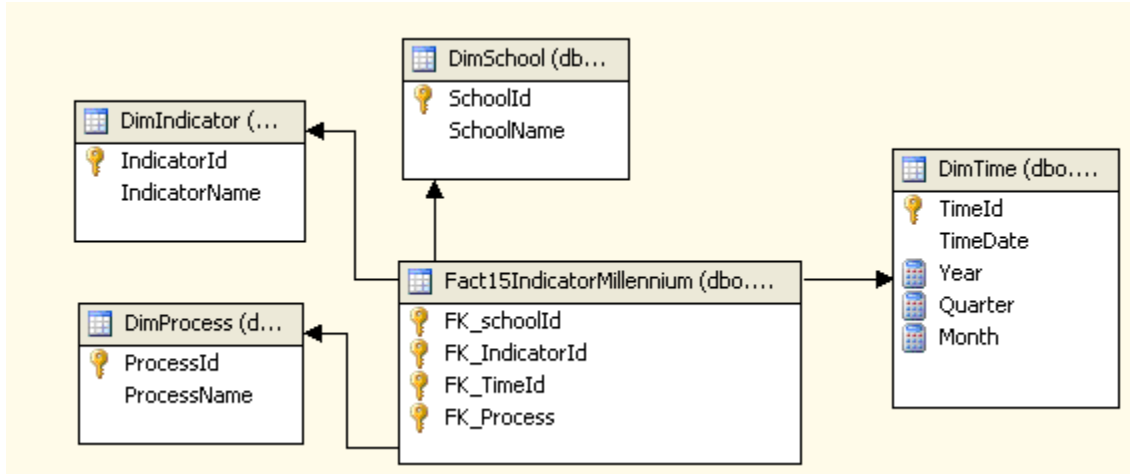 DimSchool (db...
SchoolId
SchoolName
DimIndicator (...
IndicatorId
IndicatorName
DimTime (dbo....
TimeId
TimeDate
Year
Quarter
Month
Fact15IndicatorMillennium (dbo....
FK_schoolId
FK_IndicatorId
FK_TimeId
FK_Process
DimProcess (d...
ProcessId
ProcessName